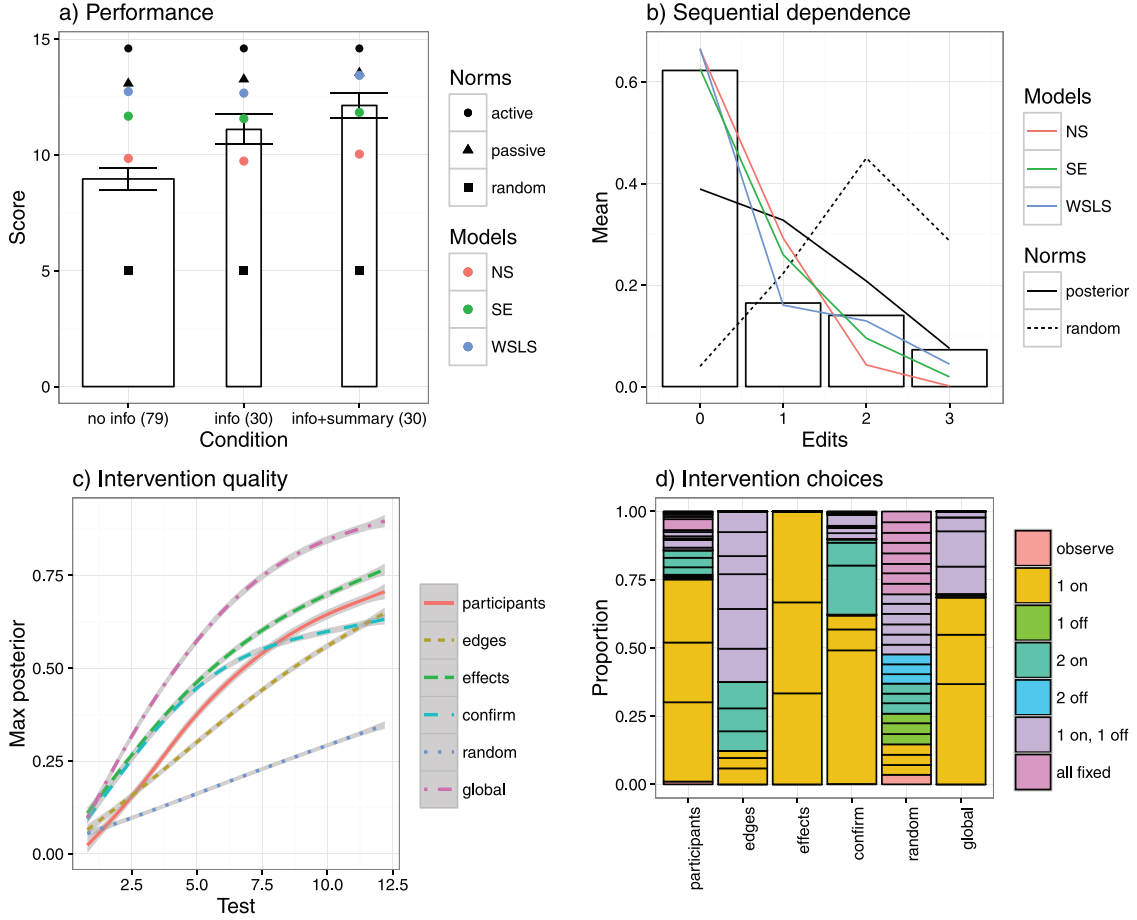 a) Performance
15
10
5
0
Score
no info (79)
info (30)
info+summary (30)
Condition
Norms
active
passive
random
Models
NS
SE
WSLS
b) Sequential dependence
0.6
0.4
0.2
0.0
Mean
0
1
2
3
Edits
Models
NS
SE
WSLS
Norms
posterior
random
c) Intervention quality
0.75
0.50
0.25
0.00
Max posterior
2.5
5.0
7.5
10.0
12.5
Test
participants
edges
effects
confirm
random
global
d) Intervention choices
1.00
0.75
0.50
0.25
0.00
Proportion
participants
edges
effects
confirm
random
global
observe
1 on
1 off
2 on
2 off
1 on, 1 off
all fixed